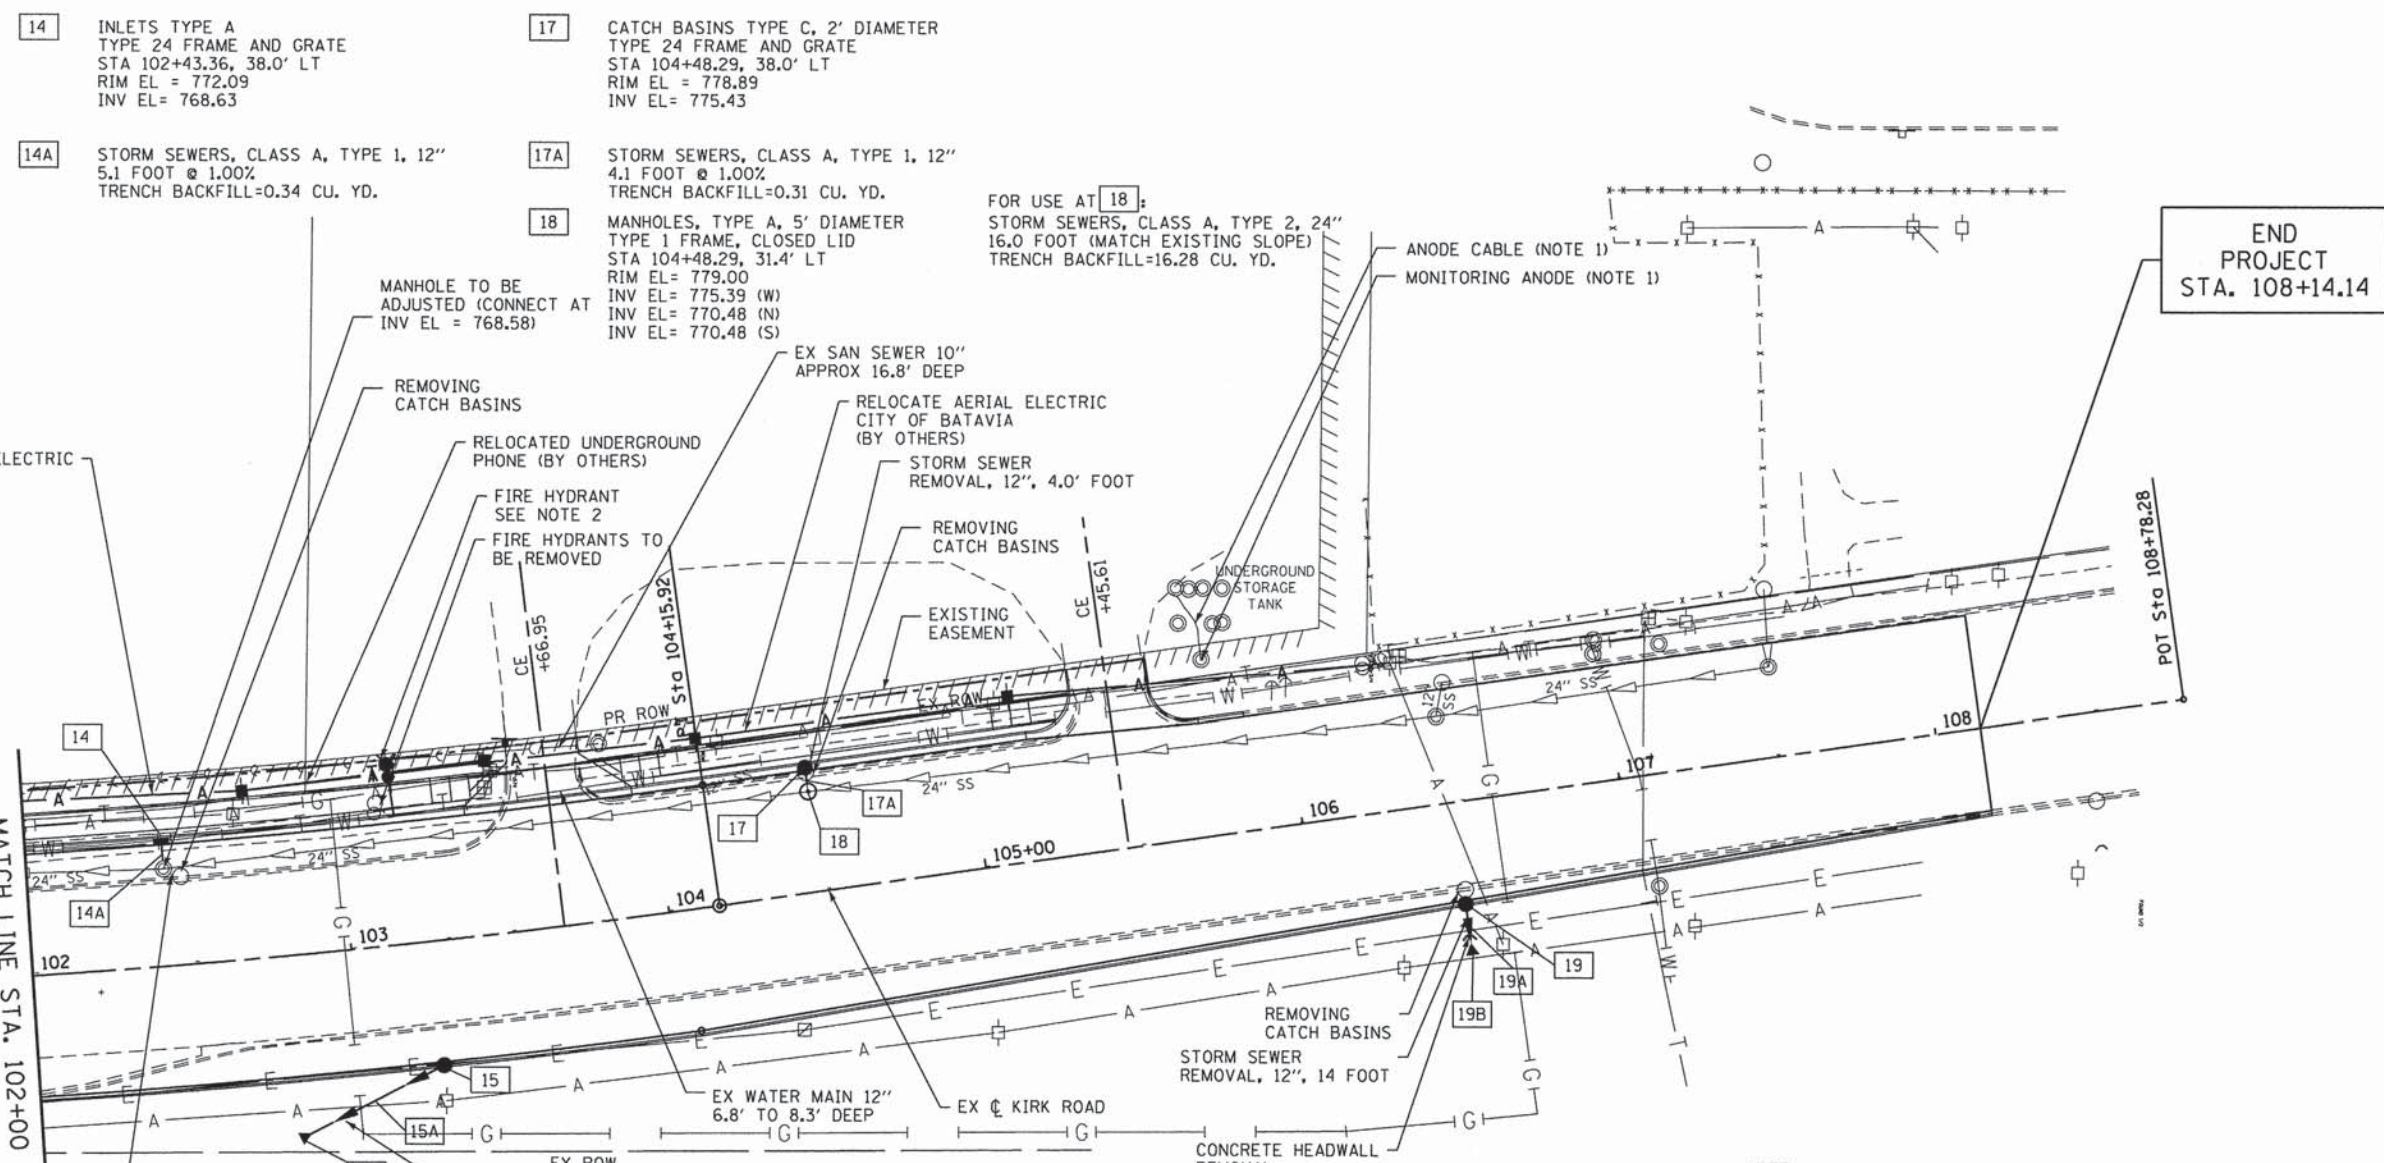 14
INLETS TYPE A
TYPE 24 FRAME AND GRATE
STA 102+43.36, 38.0' LT
RIM EL = 772.09
INV EL= 768.63
17
CATCH BASINS TYPE C, 2' DIAMETER
TYPE 24 FRAME AND GRATE
STA 104+48.29, 38.0' LT
RIM EL = 778.89
INV EL= 775.43
14A
STORM SEWERS, CLASS A, TYPE 1, 12"
5.1 FOOT @ 1.00%
TRENCH BACKFILL=0.34 CU. YD.
17A
STORM SEWERS, CLASS A, TYPE 1, 12"
4.1 FOOT @ 1.00%
TRENCH BACKFILL=0.31 CU. YD.
18
MANHOLES, TYPE A, 5' DIAMETER
TYPE 1 FRAME, CLOSED LID
STA 104+48.29, 31.4' LT
RIM EL= 779.00
INV EL= 775.39 (W)
INV EL= 770.48 (N)
INV EL= 770.48 (S)
FOR USE AT 18:
STORM SEWERS, CLASS A, TYPE 2, 24"
16.0 FOOT (MATCH EXISTING SLOPE)
TRENCH BACKFILL=16.28 CU. YD.
ANODE CABLE (NOTE 1)
MONITORING ANODE (NOTE 1)
END
PROJECT
STA. 108+14.14
MANHOLE TO BE
ADJUSTED (CONNECT AT
INV EL = 768.58)
REMOVING
CATCH BASINS
RELOCATED UNDERGROUND
PHONE (BY OTHERS)
FIRE HYDRANT
SEE NOTE 2
FIRE HYDRANTS TO
BE REMOVED
EX SAN SEWER 10"
APPROX 16.8' DEEP
RELOCATE AERIAL ELECTRIC
CITY OF BATAVIA
(BY OTHERS)
STORM SEWER
REMOVAL, 12", 4.0' FOOT
REMOVING
CATCH BASINS
EXISTING
EASEMENT
UNDERGROUND
STORAGE
TANK
CE
+66.95
Sta 104+15.92
CE
+45.61
POT Sta 108+78.28
PR ROW
EX ROW
14
14A
17
17A
18
24" SS
24" SS
24" SS
24" SS
12"
SS
102
103
104
105+00
106
107
108
MATCH LINE STA. 102+00
15
15A
19
19A
19B
EX WATER MAIN 12"
6.8' TO 8.3' DEEP
EX ℄ KIRK ROAD
REMOVING
CATCH BASINS
STORM SEWER
REMOVAL, 12", 14 FOOT
CONCRETE HEADWALL
EX ROW